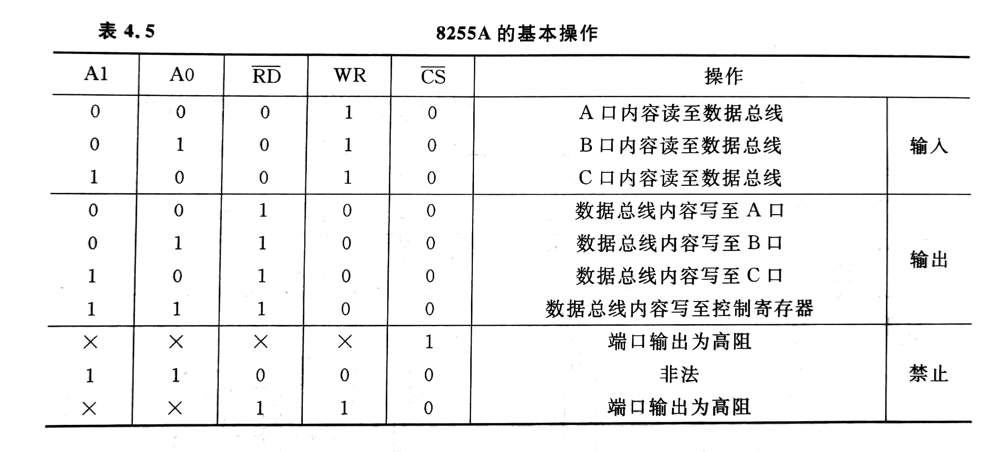 表 4.5 8255A 的基本操作
A1 A0 R̅D̅ WR C̅S̅ 操作
0 0 0 1 0 A 口内容读至数据总线
0 1 0 1 0 B 口内容读至数据总线 输入
1 0 0 1 0 C 口内容读至数据总线
0 0 1 0 0 数据总线内容写至 A 口
0 1 1 0 0 数据总线内容写至 B 口
输出
1 0 1 0 0 数据总线内容写至 C 口
1 1 1 0 0 数据总线内容写至控制寄存器
× × × × 1 端口输出为高阻
1 1 0 0 0 非法 禁止
× × 1 1 0 端口输出为高阻